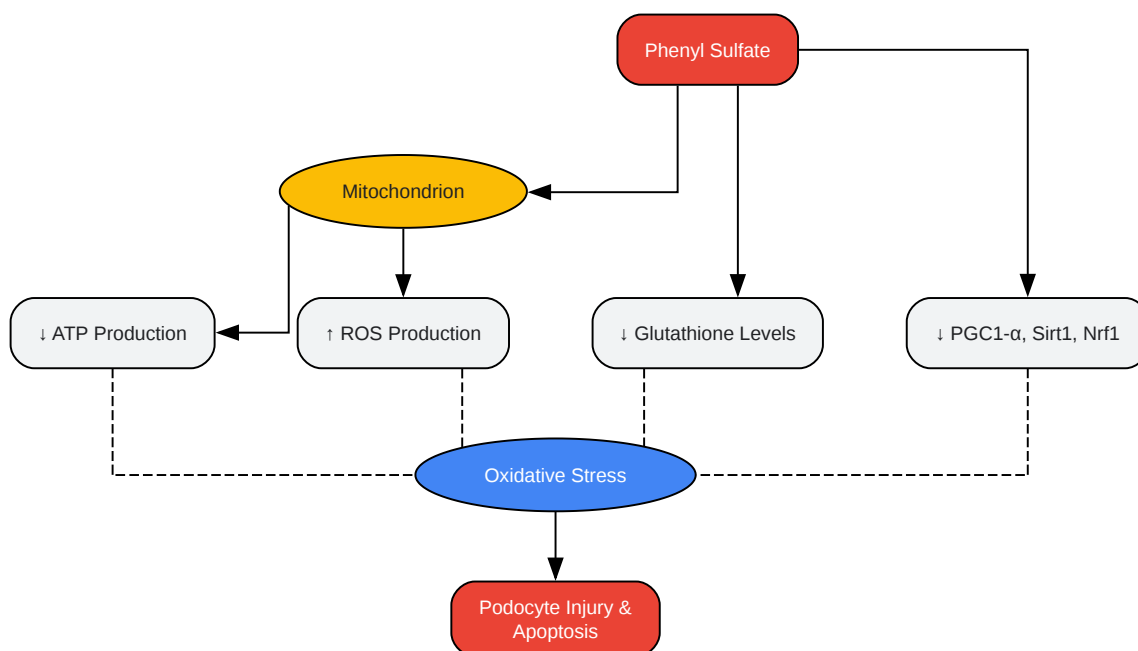 Phenyl Sulfate
Mitochondrion
↓ ATP Production
↑ ROS Production
↓ Glutathione Levels
↓ PGC1-α, Sirt1, Nrf1
Oxidative Stress
Podocyte Injury &
Apoptosis